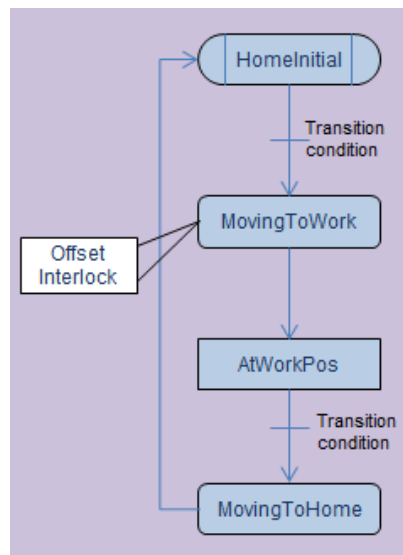 HomeInitial
Transition
condition
MovingToWork
Offset
Interlock
AtWorkPos
Transition
condition
MovingToHome